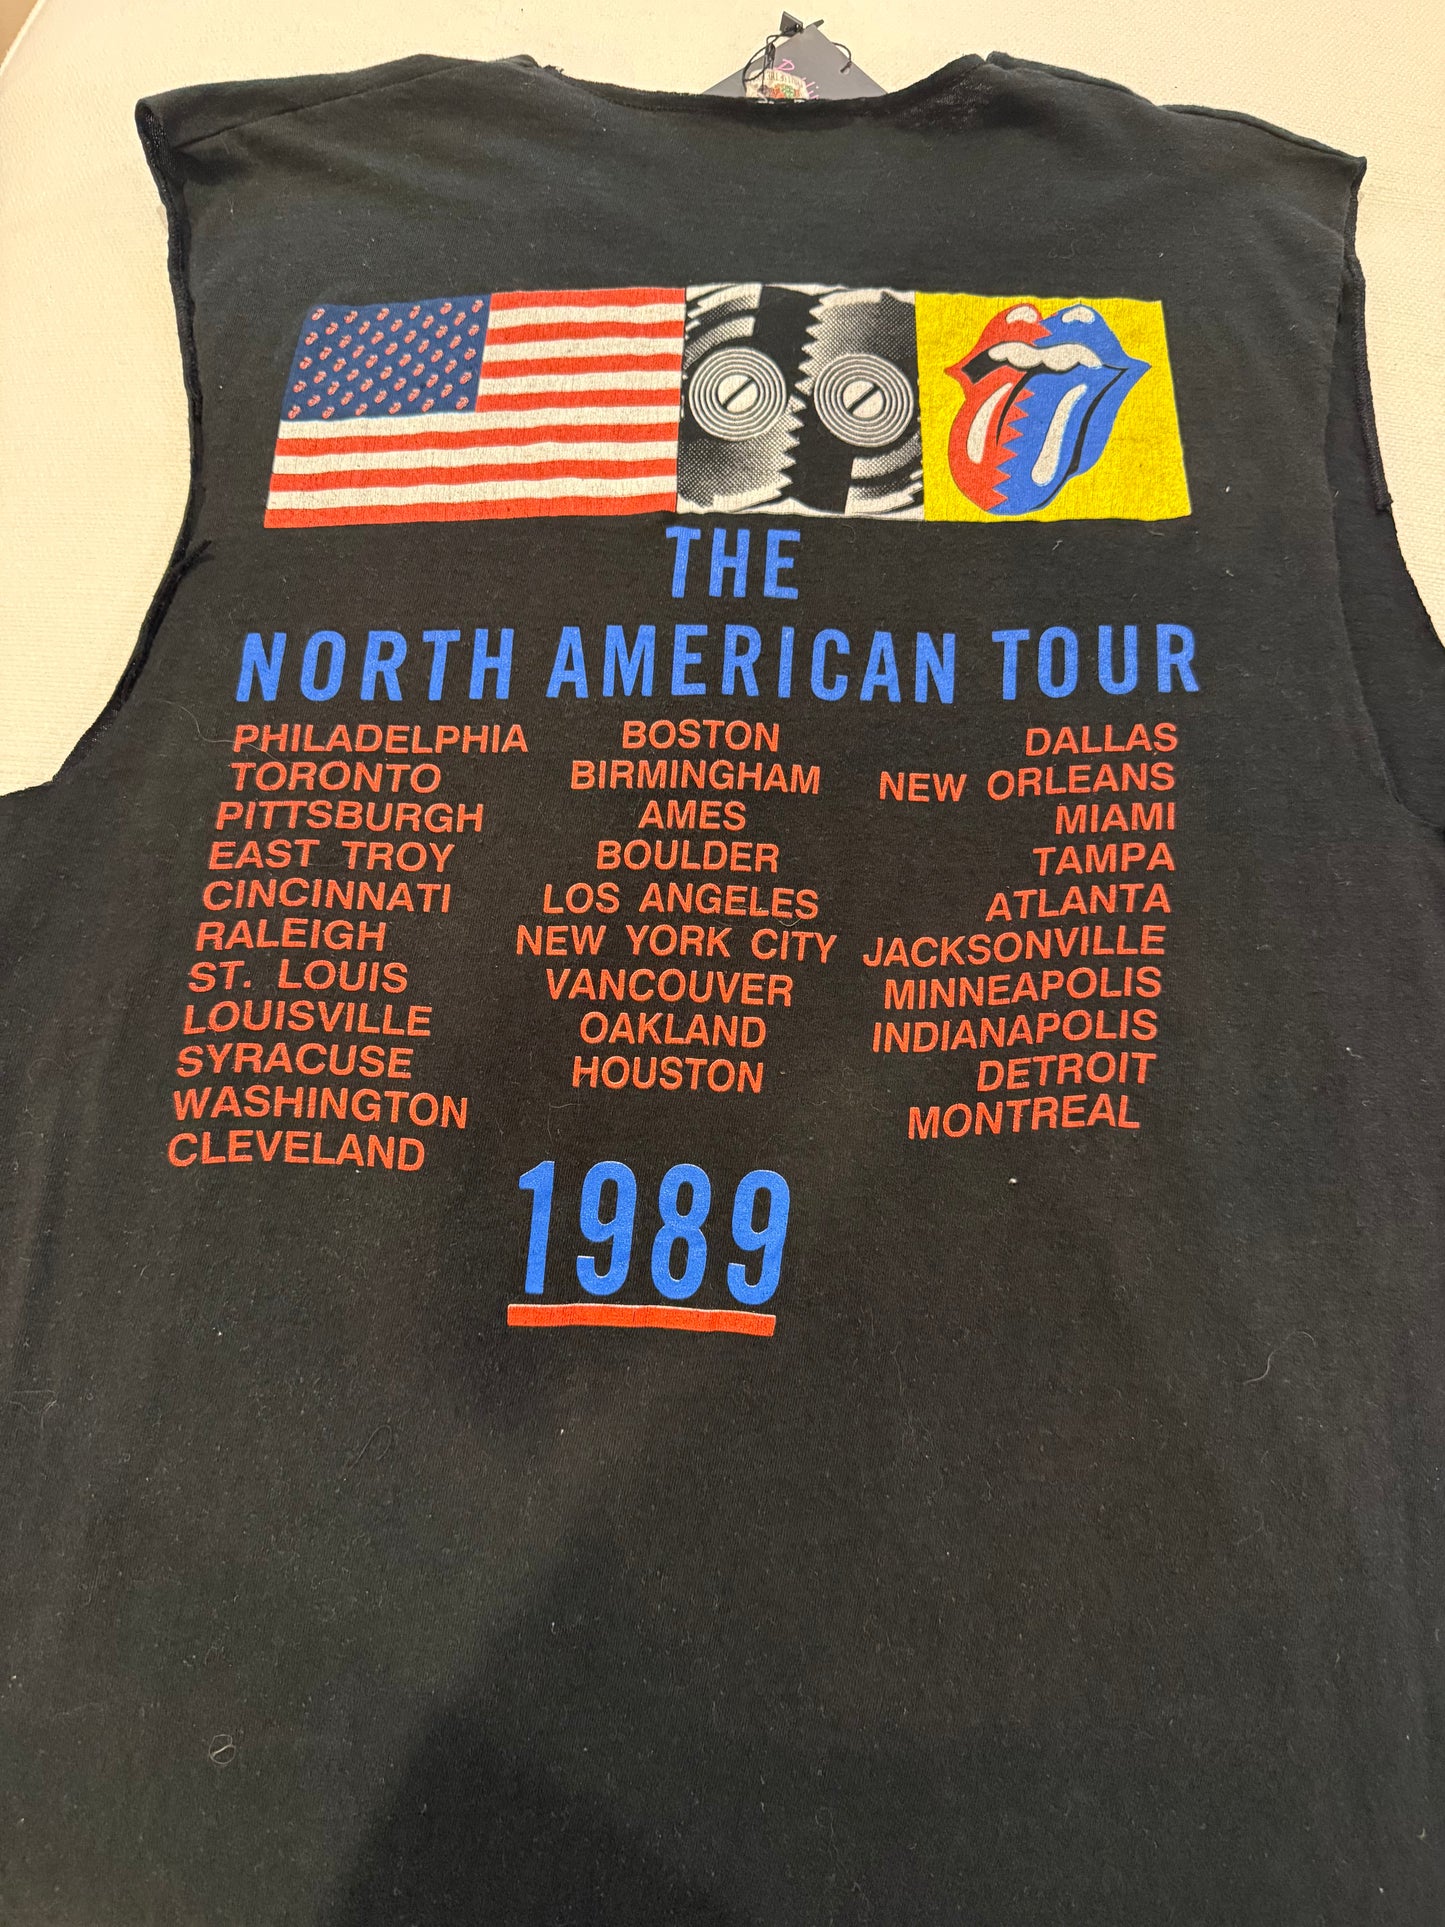 THE
NORTH AMERICAN TOUR
PHILADELPHIA
TORONTO
PITTSBURGH
EAST TROY
CINCINNATI
RALEIGH
ST. LOUIS
LOUISVILLE
SYRACUSE
WASHINGTON
CLEVELAND
BOSTON
BIRMINGHAM
AMES
BOULDER
LOS ANGELES
NEW YORK CITY
VANCOUVER
OAKLAND
HOUSTON
DALLAS
NEW ORLEANS
MIAMI
TAMPA
ATLANTA
JACKSONVILLE
MINNEAPOLIS
INDIANAPOLIS
DETROIT
MONTREAL
1989